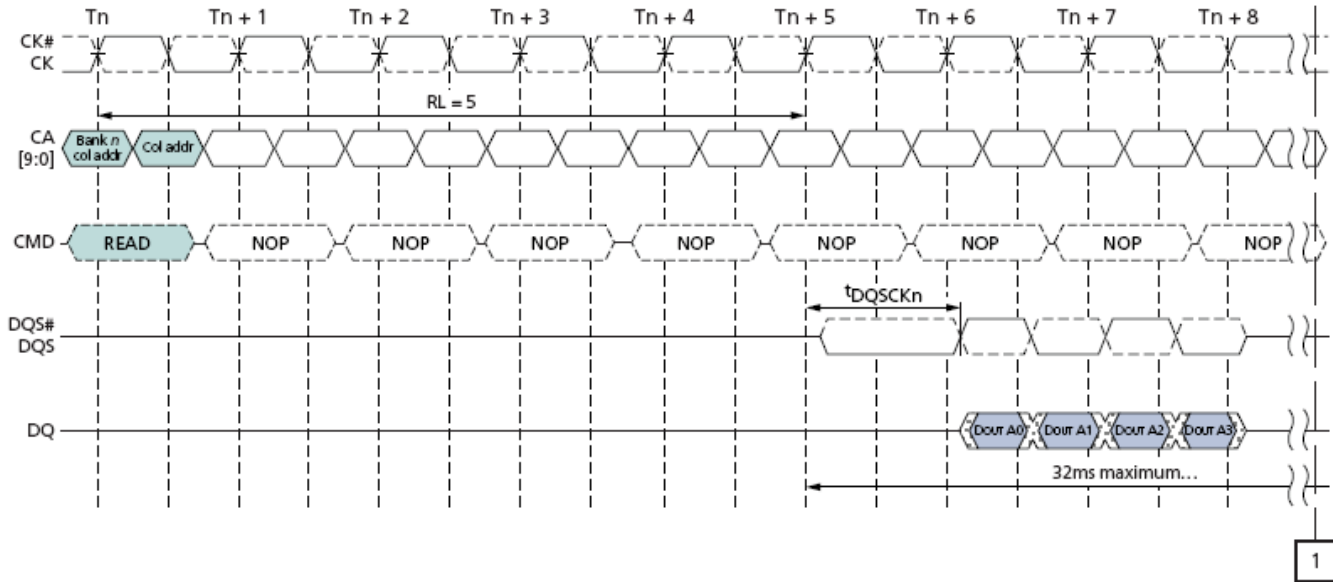 Tn Tn + 1 Tn + 2 Tn + 3 Tn + 4 Tn + 5 Tn + 6 Tn + 7 Tn + 8
CK#
CK
RL = 5
CA
[9:0]
Bank n
col addr
Col addr
CMD READ NOP NOP NOP NOP NOP NOP NOP NOP
tDQSCKn
DQS#
DQS
DQ DOUT A0 DOUT A1 DOUT A2 DOUT A3
32ms maximum...
1